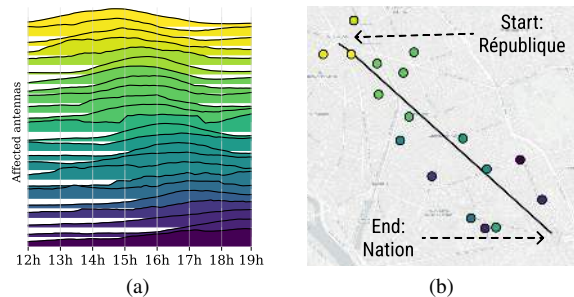 Affected antennas
12h 13h 14h 15h 16h 17h 18h 19h
(a)
Start:
République
End:
Nation
(b)